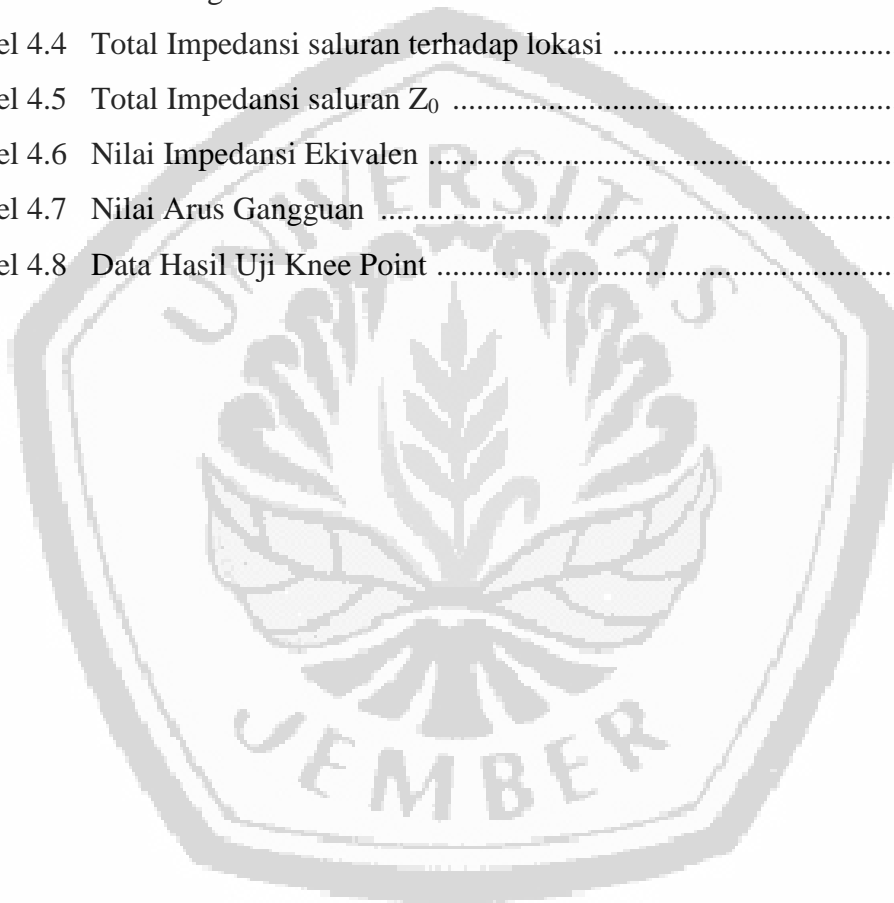 el 4.4 Total Impedansi saluran terhadap lokasi ................................
el 4.5 Total Impedansi saluran Z₀ ..................................................
el 4.6 Nilai Impedansi Ekivalen .....................................................
el 4.7 Nilai Arus Gangguan ...........................................................
el 4.8 Data Hasil Uji Knee Point ....................................................
UNIVERSITAS
JEMBER